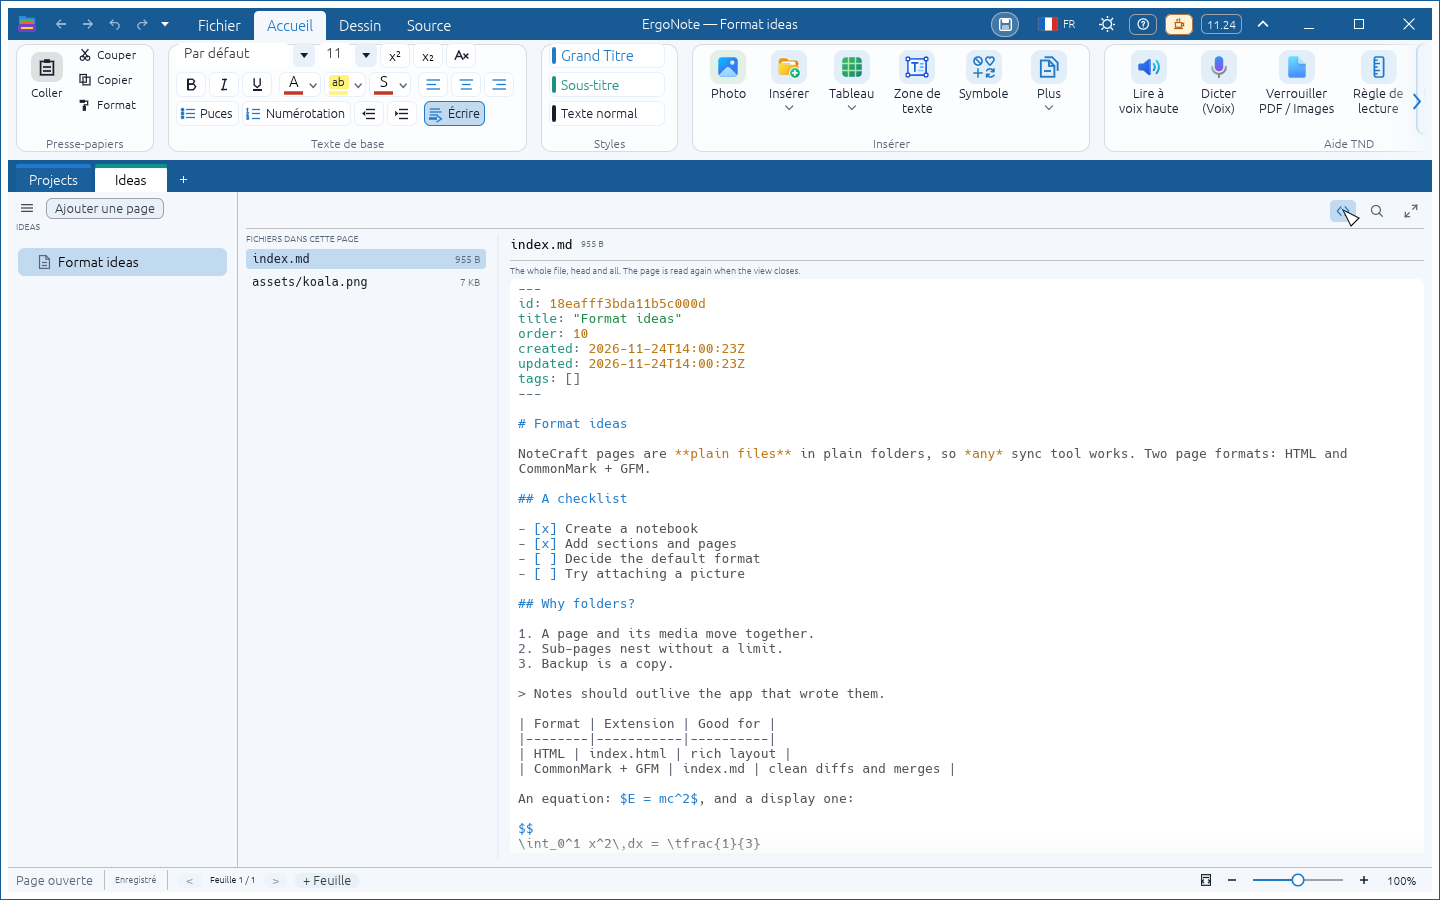 Fichier Accueil Dessin Source
ErgoNote — Format ideas
FR
11.24
Coller
Couper
Copier
Format
Presse-papiers
Par défaut 11 x² x₂ A×
B I U A ab S
Puces Numérotation Écrire
Texte de base
Grand Titre
Sous-titre
Texte normal
Styles
Photo
Insérer
Tableau
Zone de texte
Symbole
Plus
Insérer
Lire à voix haute
Dicter (Voix)
Verrouiller PDF / Images
Règle de lecture
Aide TND
Projects Ideas +
Ajouter une page
IDEAS
Format ideas
FICHIERS DANS CETTE PAGE
index.md 955 B
assets/koala.png 7 KB
index.md 955 B
The whole file, head and all. The page is read again when the view closes.
---
id: 18eafff3bda11b5c000d
title: "Format ideas"
order: 10
created: 2026-11-24T14:00:23Z
updated: 2026-11-24T14:00:23Z
tags: []
---
# Format ideas
NoteCraft pages are **plain files** in plain folders, so *any* sync tool works. Two page formats: HTML and
CommonMark + GFM.
## A checklist
- [x] Create a notebook
- [x] Add sections and pages
- [ ] Decide the default format
- [ ] Try attaching a picture
## Why folders?
1. A page and its media move together.
2. Sub-pages nest without a limit.
3. Backup is a copy.
> Notes should outlive the app that wrote them.
| Format | Extension | Good for |
|--------|-----------|----------|
| HTML | index.html | rich layout |
| CommonMark + GFM | index.md | clean diffs and merges |
An equation: $E = mc^2$, and a display one:
$$
\int_0^1 x^2\,dx = \tfrac{1}{3}
Page ouverte Enregistré < Feuille 1 / 1 > + Feuille
100%